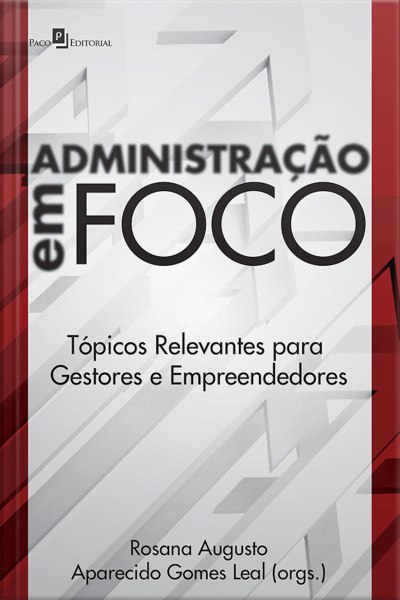 PACO EDITORIAL
ADMINISTRAÇÃO
em FOCO
Tópicos Relevantes para
Gestores e Empreendedores
Rosana Augusto
Aparecido Gomes Leal (orgs.)